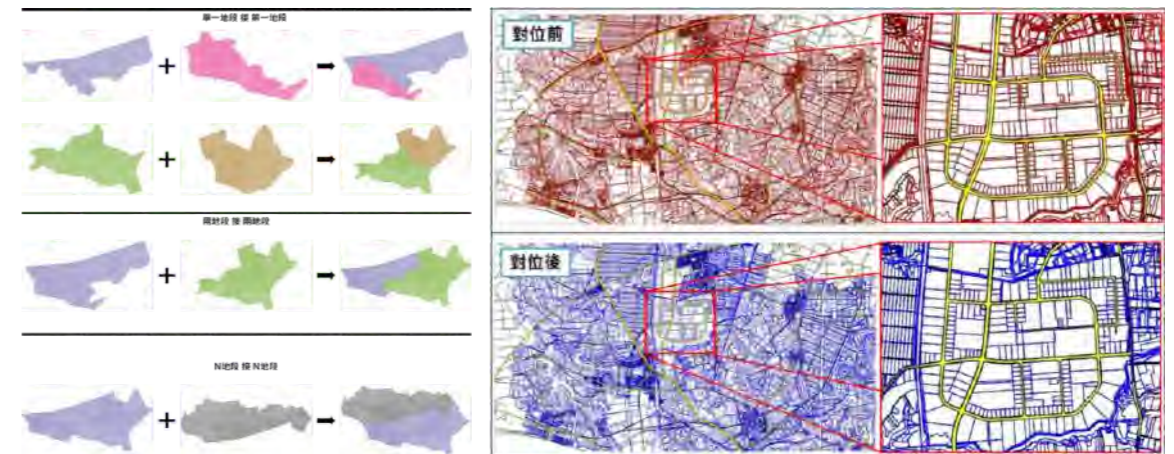 單一地段 接 單一地段
兩地段 接 兩地段
N地段 接 N地段
對位前
對位後